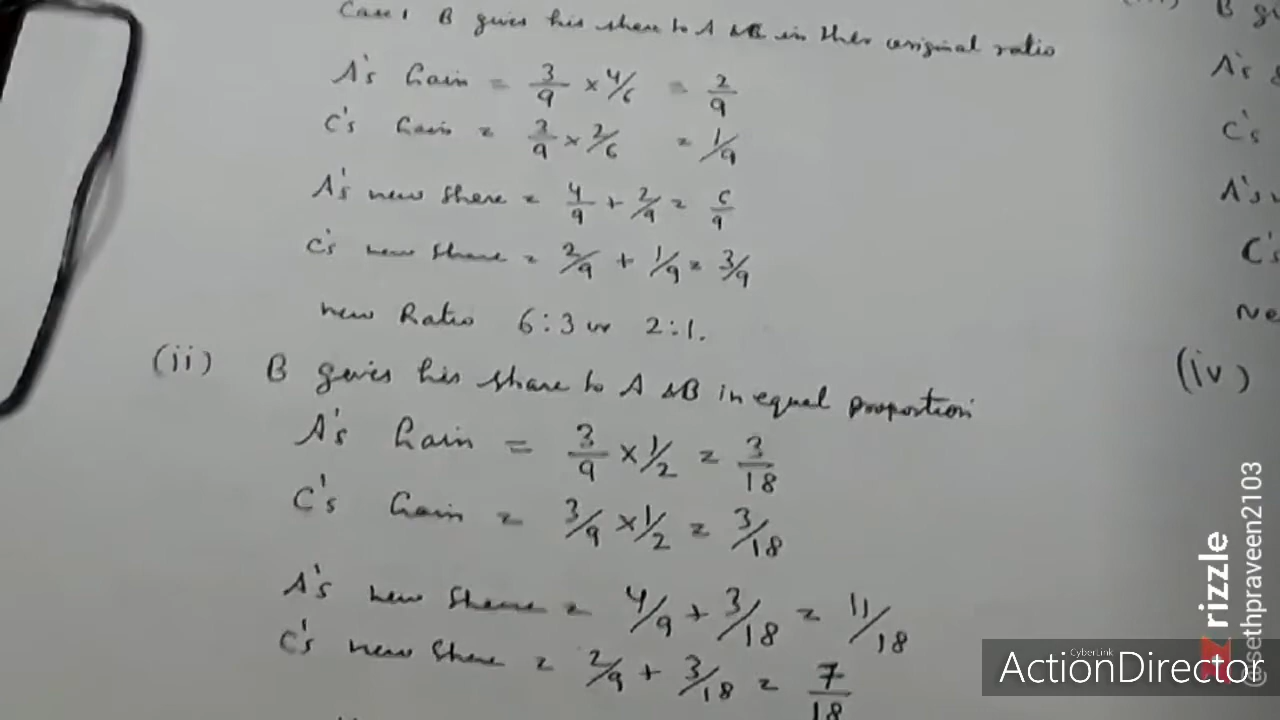 Case 1 B gives his share to A & B in their original ratio
A's Gain = 3/9 × 4/6 = 2/9
C's Gain = 3/9 × 2/6 = 1/9
A's new share = 4/9 + 2/9 = 6/9
C's new share = 2/9 + 1/9 = 3/9
new Ratio 6:3 or 2:1.
(ii) B gives his share to A & B in equal proportion
A's Gain = 3/9 × 1/2 = 3/18
C's Gain = 3/9 × 1/2 = 3/18
A's new share = 4/9 + 3/18 = 11/18
C's new share = 2/9 + 3/18 = 7/18
B
A's
C's
A's
C's
Ne
(iv)
rizzle
@sethpraveen2103
CyberLink
ActionDirector